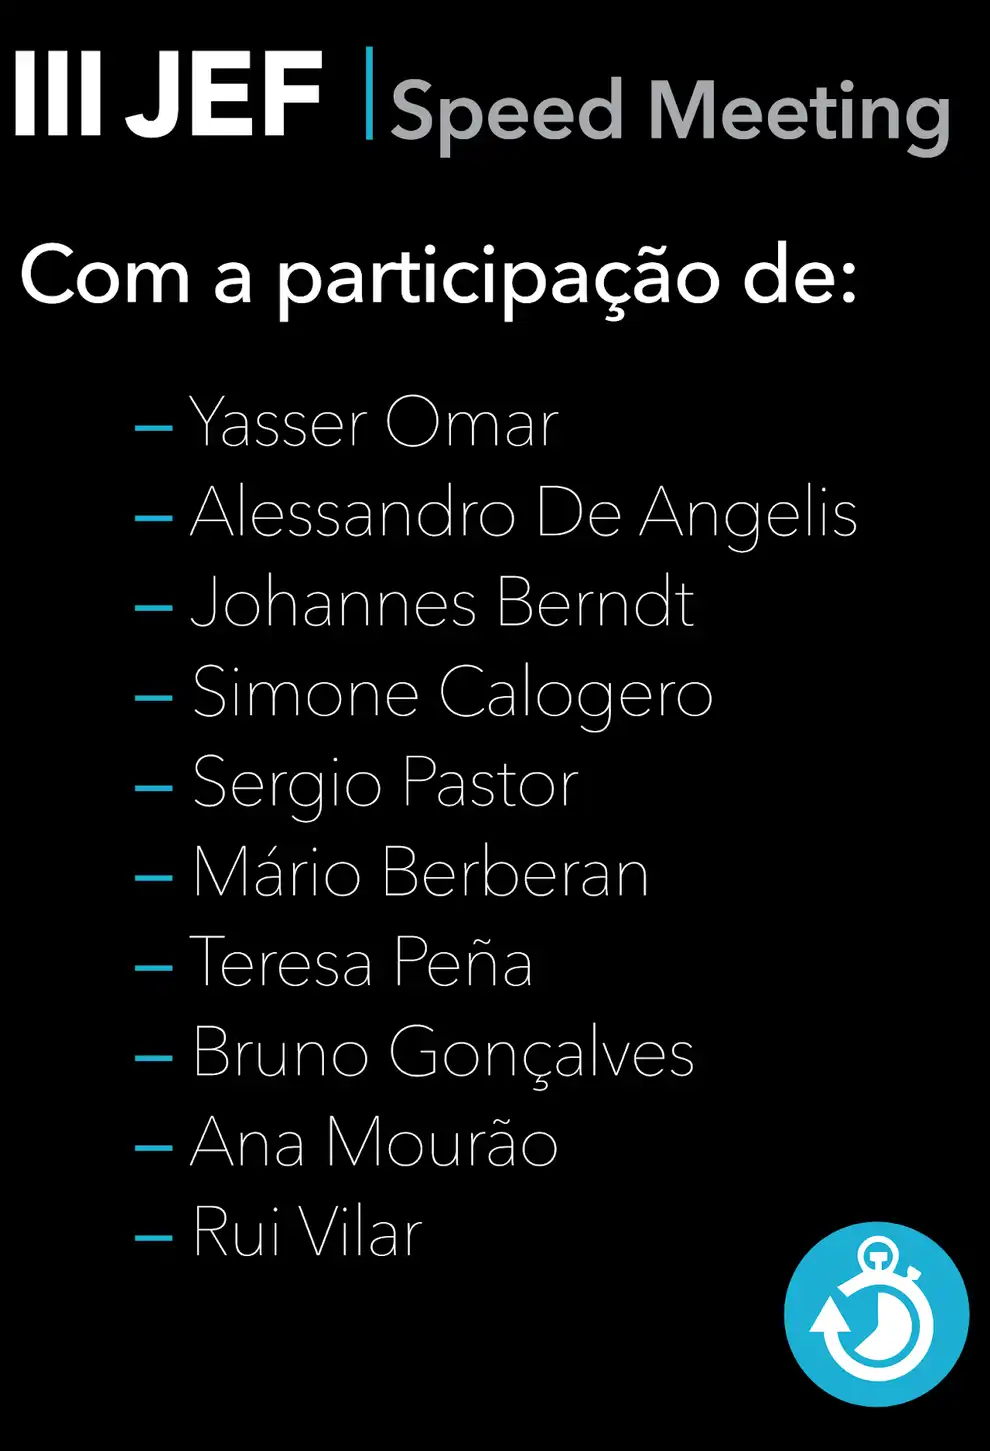 III JEF | Speed Meeting
Com a participação de:
– Yasser Omar
– Alessandro De Angelis
– Johannes Berndt
– Simone Calogero
– Sergio Pastor
– Mário Berberan
– Teresa Peña
– Bruno Gonçalves
– Ana Mourão
– Rui Vilar